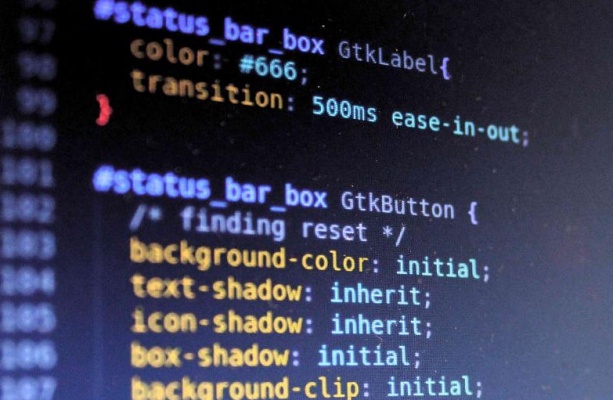 97 #status_bar_box GtkLabel{
98 color: #666;
99 transition: 500ms ease-in-out;
100 }
101
102 #status_bar_box GtkButton {
103 /* finding reset */
104 background-color: initial;
105 text-shadow: inherit;
106 icon-shadow: inherit;
107 box-shadow: initial;
background-clip: initial;